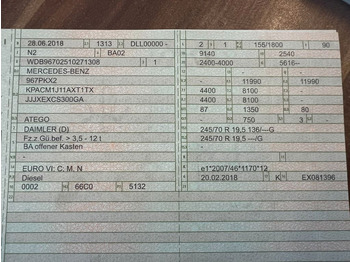 28.06.2018 1313 DLL00000 -
N2 BA02
WDB96702510271308 1
MERCEDES-BENZ
967PKX2
KPACM1J11AXT1TX
JJJXEXCS300GA
ATEGO
DAIMLER (D)
Fz.z.Gü.bef. > 3,5 - 12 t
BA offener Kasten
-
EURO VI; C, M, N
Diesel
0002 66C0 5132
2 1 156/1800 90
9140 2540
2400-4000 5616--
- - -
- 11990 11990
4400 8100
4400 8100
87 1350 80
- 750 3 -
245/70 R 19,5 136/—G
245/70 R 19,5 —/G
e1*2007/46*1170*12
20.02.2018 K EX081396